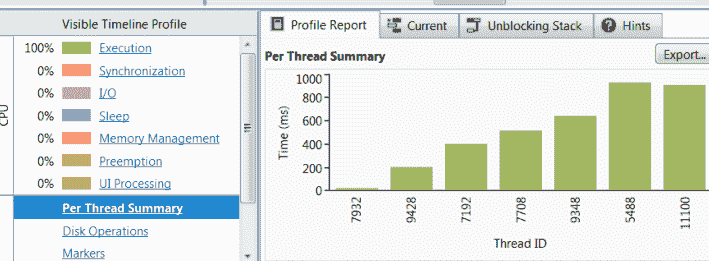 Visible Timeline Profile
CPU
100% Execution
0% Synchronization
0% I/O
0% Sleep
0% Memory Management
0% Preemption
0% UI Processing
Per Thread Summary
Disk Operations
Markers
Profile Report
Current
Unblocking Stack
Hints
Per Thread Summary
Export...
Time (ms)
1000
800
600
400
200
0
7932
9428
7192
7708
9348
5488
11100
Thread ID